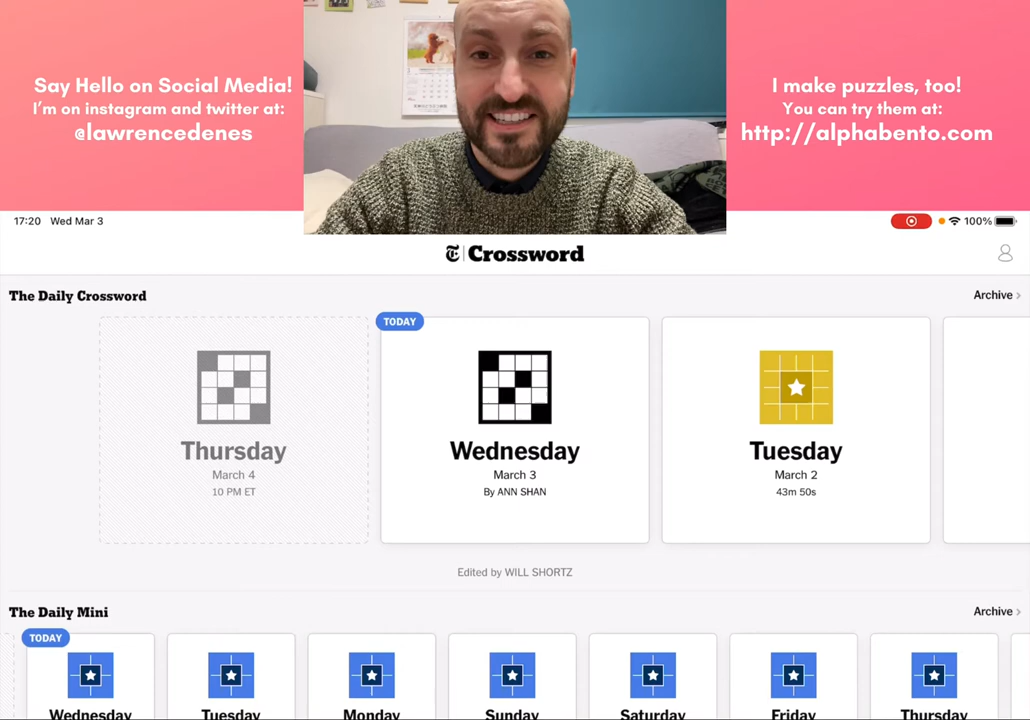 Say Hello on Social Media!
I'm on instagram and twitter at:
@lawrencedenes
I make puzzles, too!
You can try them at:
http://alphabento.com
17:20 Wed Mar 3
100%
Crossword
The Daily Crossword
Archive
TODAY
Thursday
March 4
10 PM ET
Wednesday
March 3
By ANN SHAN
Tuesday
March 2
43m 50s
Edited by WILL SHORTZ
The Daily Mini
Archive
TODAY
Wednesday
Tuesday
Monday
Sunday
Saturday
Friday
Thursday